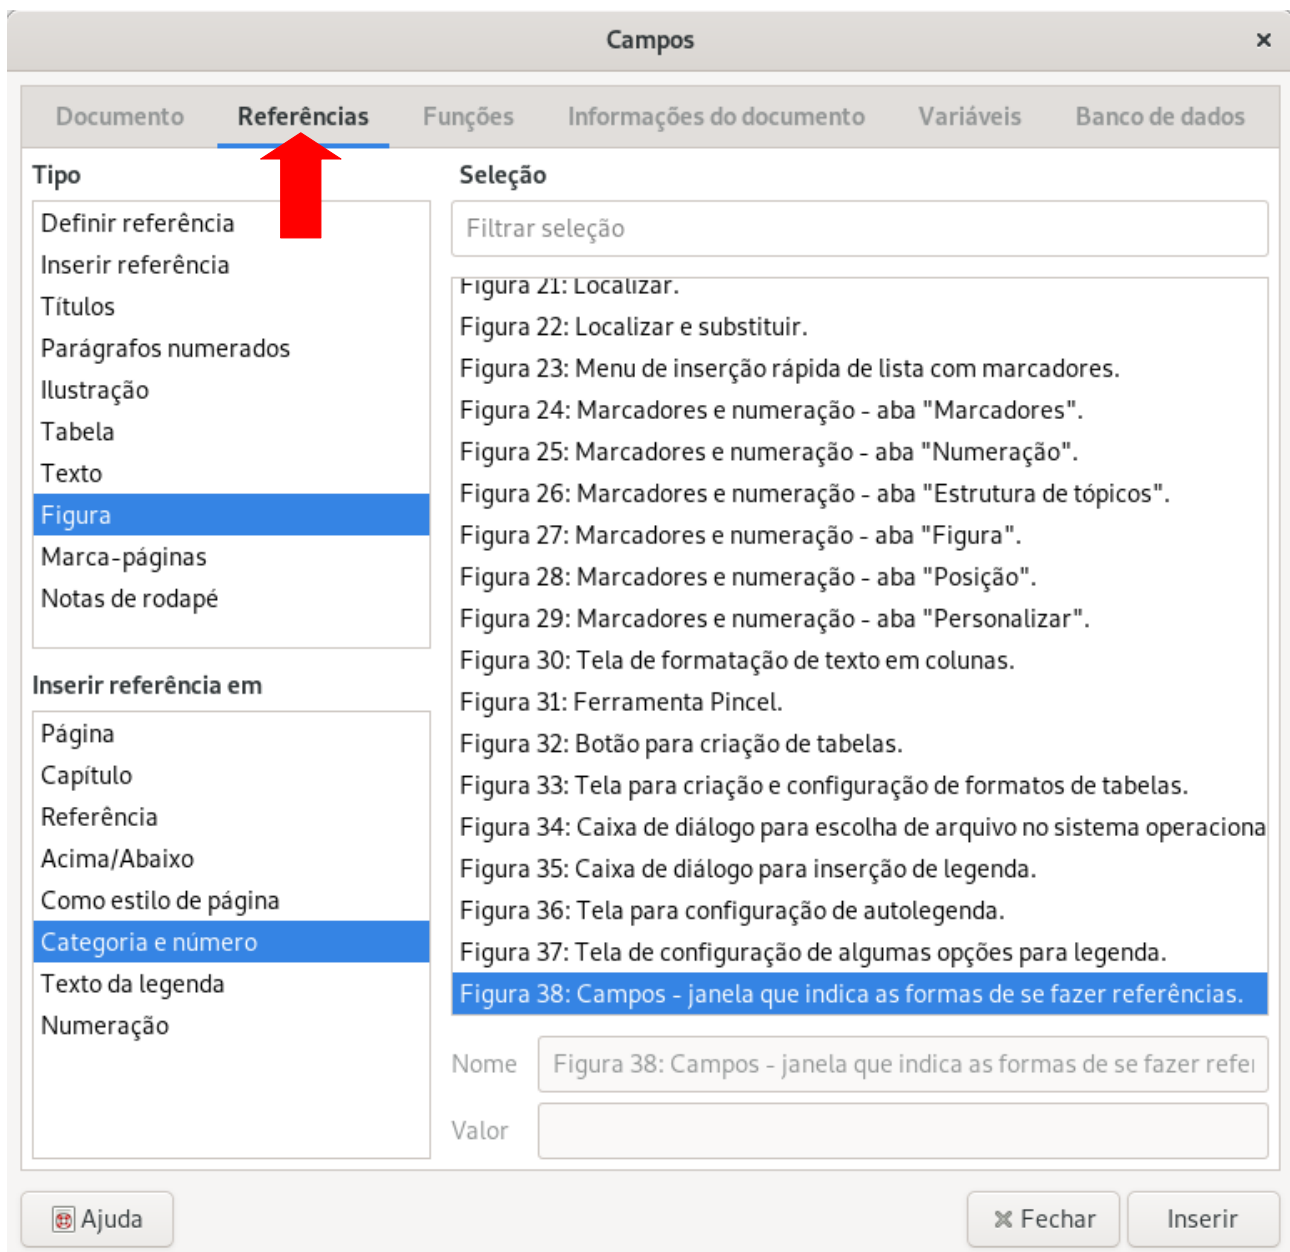 Campos
Documento Referências Funções Informações do documento Variáveis Banco de dados
Tipo
Definir referência
Inserir referência
Títulos
Parágrafos numerados
Ilustração
Tabela
Texto
Figura
Marca-páginas
Notas de rodapé
Inserir referência em
Página
Capítulo
Referência
Acima/Abaixo
Como estilo de página
Categoria e número
Texto da legenda
Numeração
Seleção
Filtrar seleção
Figura 21: Localizar.
Figura 22: Localizar e substituir.
Figura 23: Menu de inserção rápida de lista com marcadores.
Figura 24: Marcadores e numeração - aba "Marcadores".
Figura 25: Marcadores e numeração - aba "Numeração".
Figura 26: Marcadores e numeração - aba "Estrutura de tópicos".
Figura 27: Marcadores e numeração - aba "Figura".
Figura 28: Marcadores e numeração - aba "Posição".
Figura 29: Marcadores e numeração - aba "Personalizar".
Figura 30: Tela de formatação de texto em colunas.
Figura 31: Ferramenta Pincel.
Figura 32: Botão para criação de tabelas.
Figura 33: Tela para criação e configuração de formatos de tabelas.
Figura 34: Caixa de diálogo para escolha de arquivo no sistema operaciona
Figura 35: Caixa de diálogo para inserção de legenda.
Figura 36: Tela para configuração de autolegenda.
Figura 37: Tela de configuração de algumas opções para legenda.
Figura 38: Campos - janela que indica as formas de se fazer referências.
Nome Figura 38: Campos - janela que indica as formas de se fazer refer
Valor
Ajuda Fechar Inserir